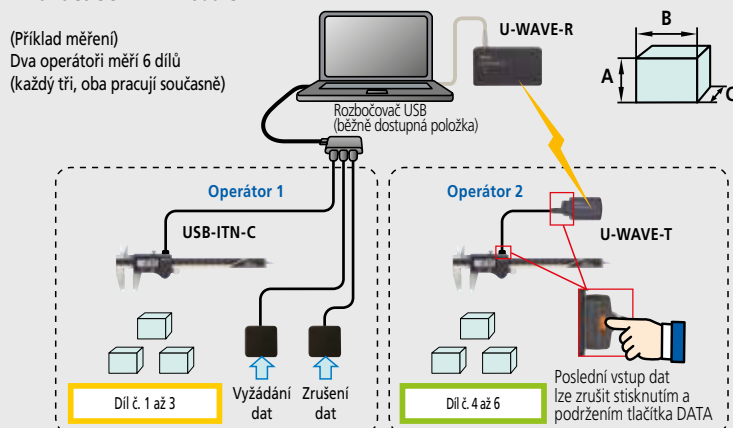 (Příklad měření)
Dva operátoři měří 6 dílů
(každý tři, oba pracují současně)
U-WAVE-R
B
A
C
Rozbočovač USB
(běžně dostupná položka)
Operátor 1
USB-ITN-C
Operátor 2
U-WAVE-T
Díl č. 1 až 3
Vyžádání
dat
Zrušení
dat
Díl č. 4 až 6
Poslední vstup dat
lze zrušit stisknutím a
podržením tlačítka DATA